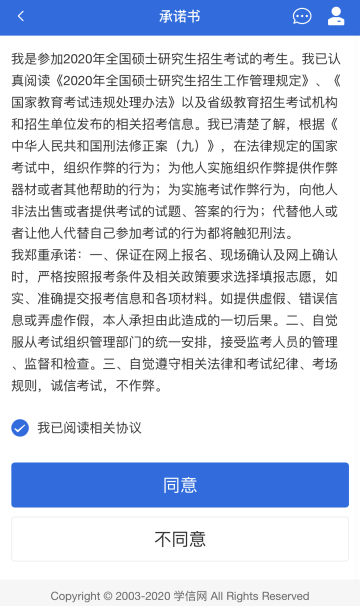 承诺书
我是参加2020年全国硕士研究生招生考试的考生。我已认
真阅读《2020年全国硕士研究生招生工作管理规定》、《
国家教育考试违规处理办法》以及省级教育招生考试机构
和招生单位发布的相关招考信息。我已清楚了解，根据《
中华人民共和国刑法修正案（九）》，在法律规定的国家
考试中，组织作弊的行为；为他人实施组织作弊提供作弊
器材或者其他帮助的行为；为实施考试作弊行为，向他人
非法出售或者提供考试的试题、答案的行为；代替他人或
者让他人代替自己参加考试的行为都将触犯刑法。
我郑重承诺：一、保证在网上报名、现场确认及网上确认
时，严格按照报考条件及相关政策要求选择填报志愿，如
实、准确提交报考信息和各项材料。如提供虚假、错误信
息或弄虚作假，本人承担由此造成的一切后果。二、自觉
服从考试组织管理部门的统一安排，接受监考人员的管理
、监督和检查。三、自觉遵守相关法律和考试纪律、考场
规则，诚信考试，不作弊。
我已阅读相关协议
同意
不同意
Copyright © 2003-2020 学信网 All Rights Reserved